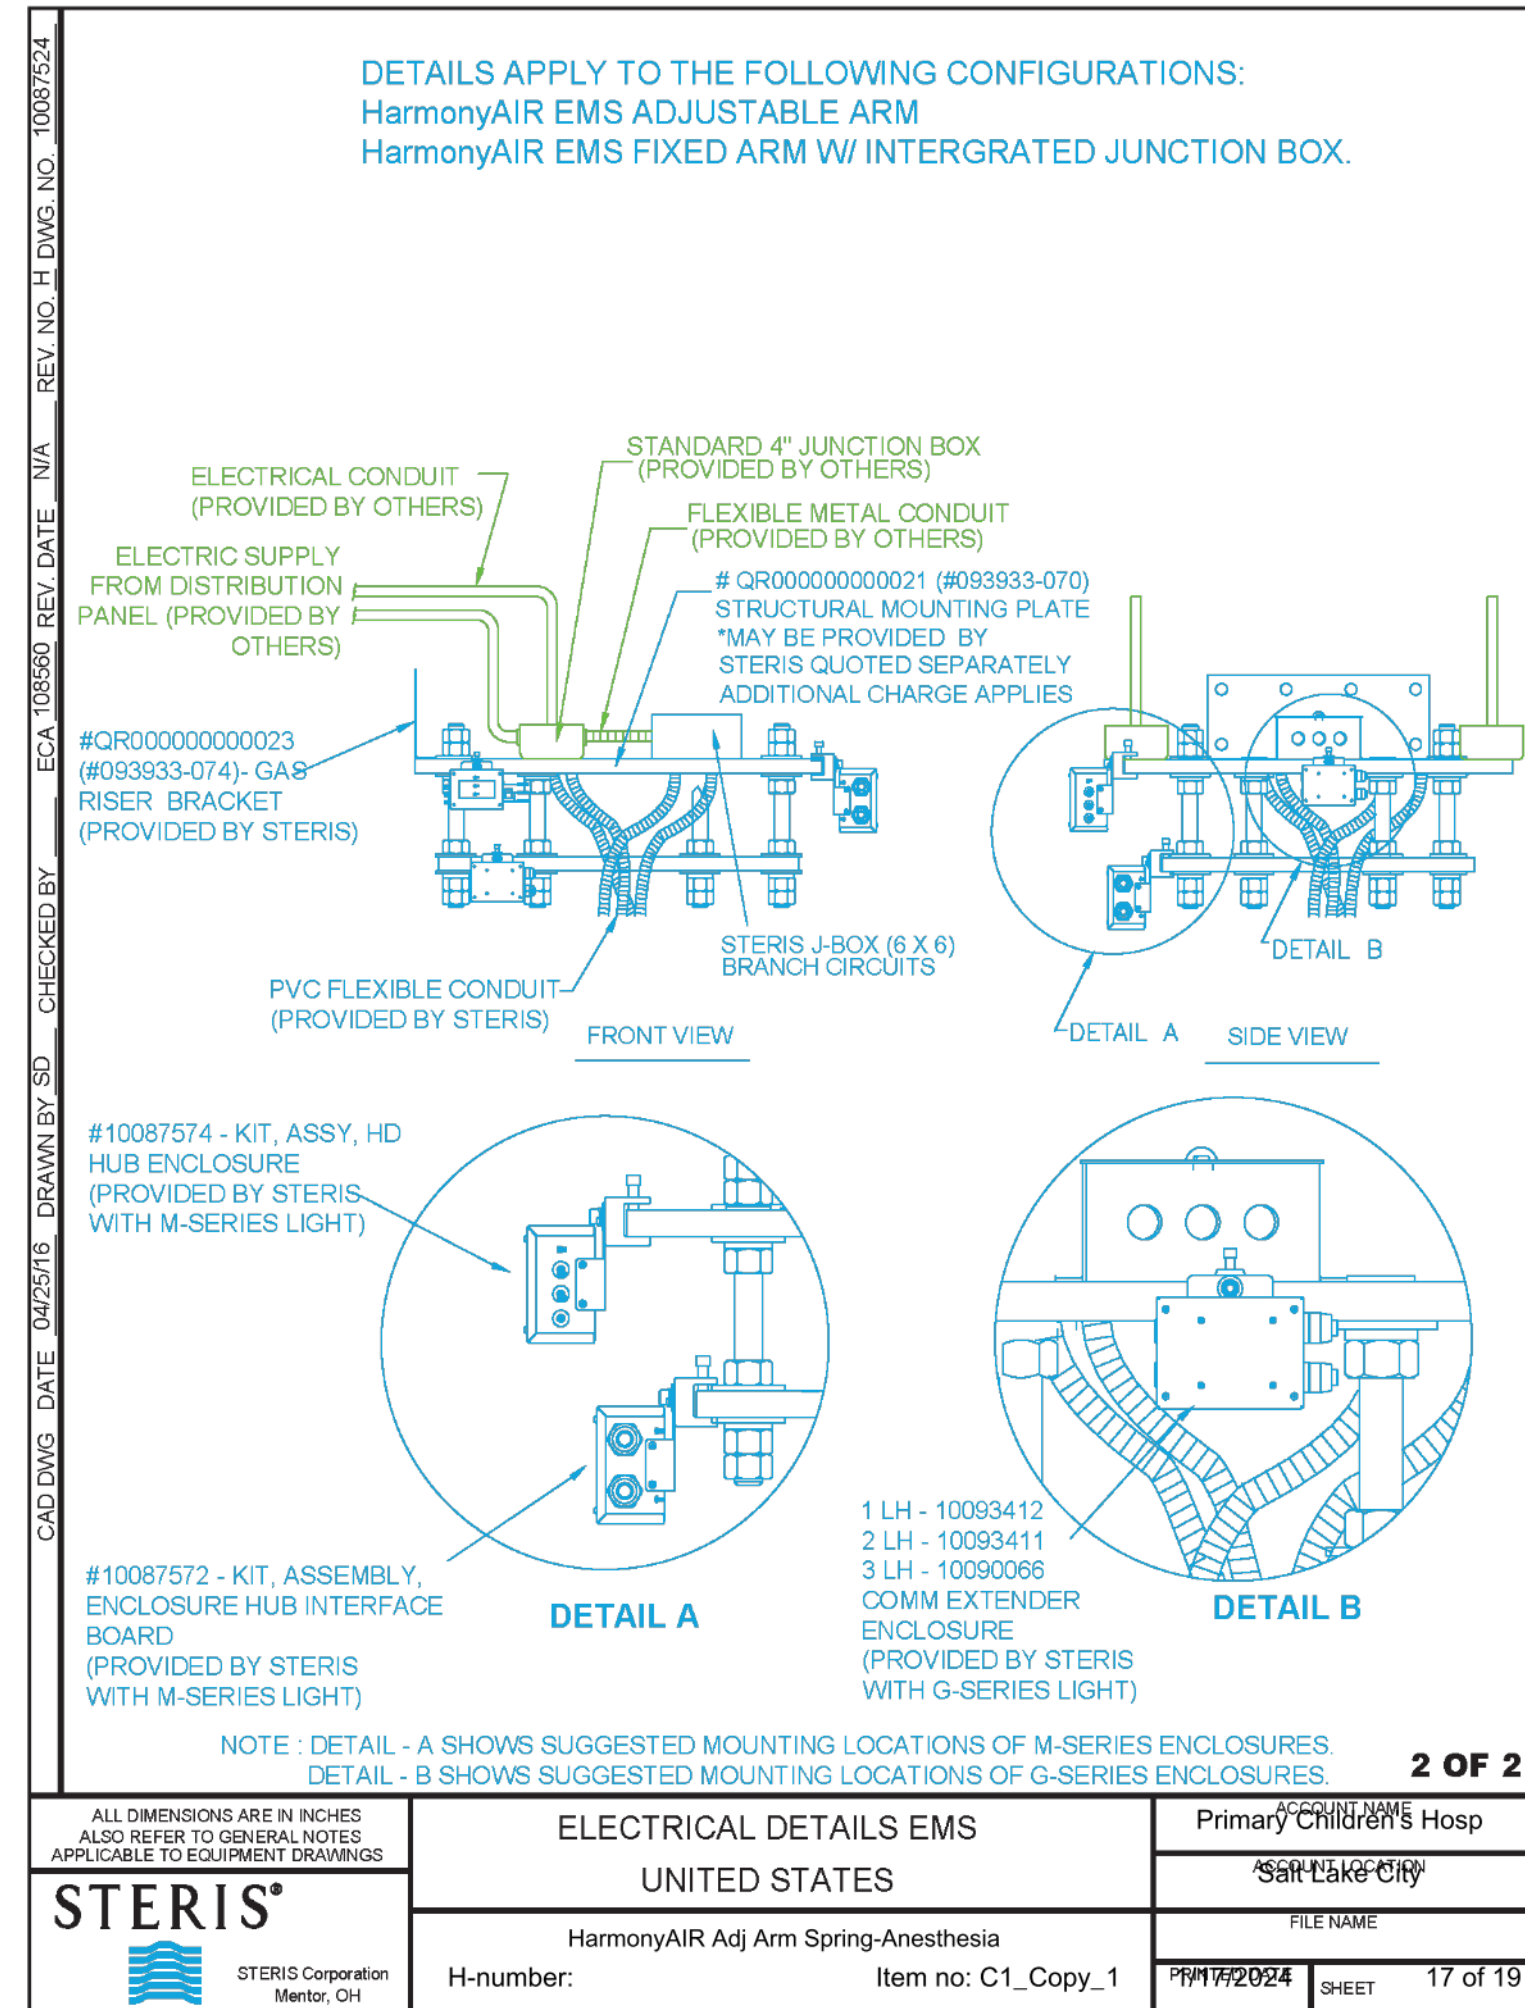 DETAILS APPLY TO THE FOLLOWING CONFIGURATIONS:
HarmonyAIR EMS ADJUSTABLE ARM
HarmonyAIR EMS FIXED ARM W/ INTERGRATED JUNCTION BOX.
CAD DWG DATE 04/25/16 DRAWN BY SD CHECKED BY ECA 108560 REV. DATE N/A REV. NO. H DWG. NO. 10087524
STANDARD 4" JUNCTION BOX
(PROVIDED BY OTHERS)
ELECTRICAL CONDUIT
(PROVIDED BY OTHERS)
FLEXIBLE METAL CONDUIT
(PROVIDED BY OTHERS)
ELECTRIC SUPPLY
FROM DISTRIBUTION
PANEL (PROVIDED BY
OTHERS)
# QR000000000021 (#093933-070)
STRUCTURAL MOUNTING PLATE
*MAY BE PROVIDED BY
STERIS QUOTED SEPARATELY
ADDITIONAL CHARGE APPLIES
#QR000000000023
(#093933-074)- GAS
RISER BRACKET
(PROVIDED BY STERIS)
STERIS J-BOX (6 X 6)
BRANCH CIRCUITS
PVC FLEXIBLE CONDUIT
(PROVIDED BY STERIS)
FRONT VIEW
DETAIL B
DETAIL A
SIDE VIEW
#10087574 - KIT, ASSY, HD
HUB ENCLOSURE
(PROVIDED BY STERIS
WITH M-SERIES LIGHT)
#10087572 - KIT, ASSEMBLY,
ENCLOSURE HUB INTERFACE
BOARD
(PROVIDED BY STERIS
WITH M-SERIES LIGHT)
DETAIL A
1 LH - 10093412
2 LH - 10093411
3 LH - 10090066
COMM EXTENDER
ENCLOSURE
(PROVIDED BY STERIS
WITH G-SERIES LIGHT)
DETAIL B
NOTE : DETAIL - A SHOWS SUGGESTED MOUNTING LOCATIONS OF M-SERIES ENCLOSURES.
DETAIL - B SHOWS SUGGESTED MOUNTING LOCATIONS OF G-SERIES ENCLOSURES.
2 OF 2
ALL DIMENSIONS ARE IN INCHES
ALSO REFER TO GENERAL NOTES
APPLICABLE TO EQUIPMENT DRAWINGS
STERIS®
STERIS Corporation
Mentor, OH
ELECTRICAL DETAILS EMS
UNITED STATES
HarmonyAIR Adj Arm Spring-Anesthesia
H-number:
Item no: C1_Copy_1
ACCOUNT NAME
Primary Children's Hosp
ACCOUNT LOCATION
Salt Lake City
FILE NAME
PRINTED DATE
1/17/2024
SHEET
17 of 19